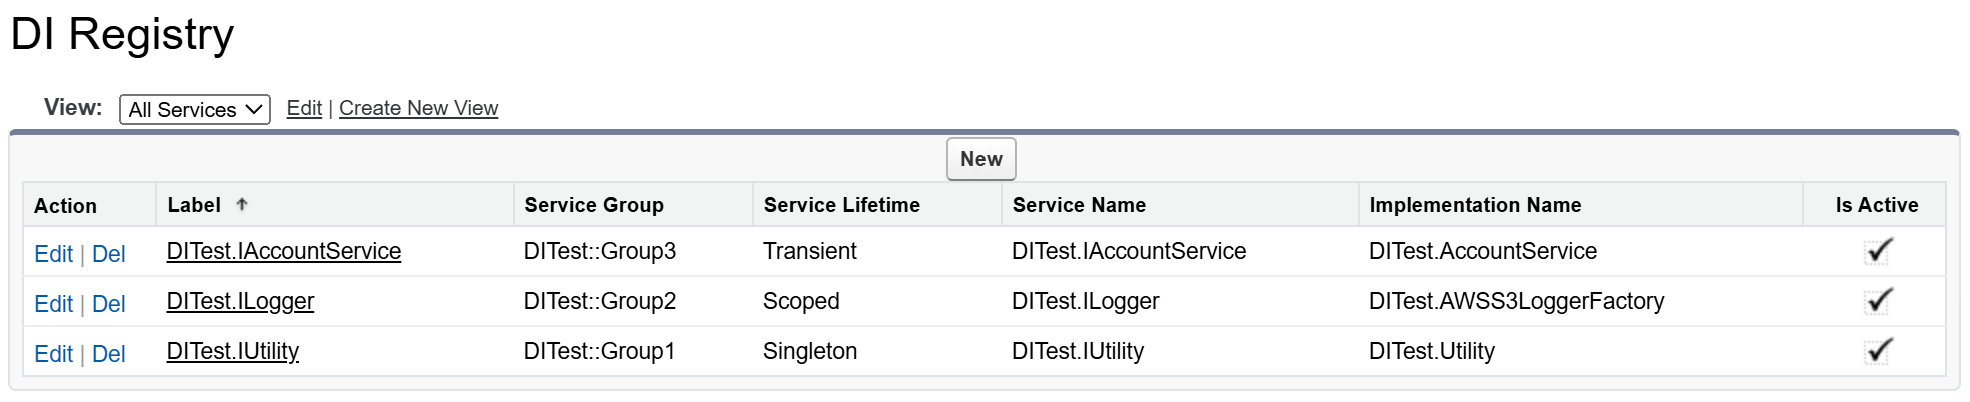 DI Registry
View: All Services Edit | Create New View
New
Action Label Service Group Service Lifetime Service Name Implementation Name Is Active
Edit | Del DITest.IAccountService DITest::Group3 Transient DITest.IAccountService DITest.AccountService
Edit | Del DITest.ILogger DITest::Group2 Scoped DITest.ILogger DITest.AWSS3LoggerFactory
Edit | Del DITest.IUtility DITest::Group1 Singleton DITest.IUtility DITest.Utility